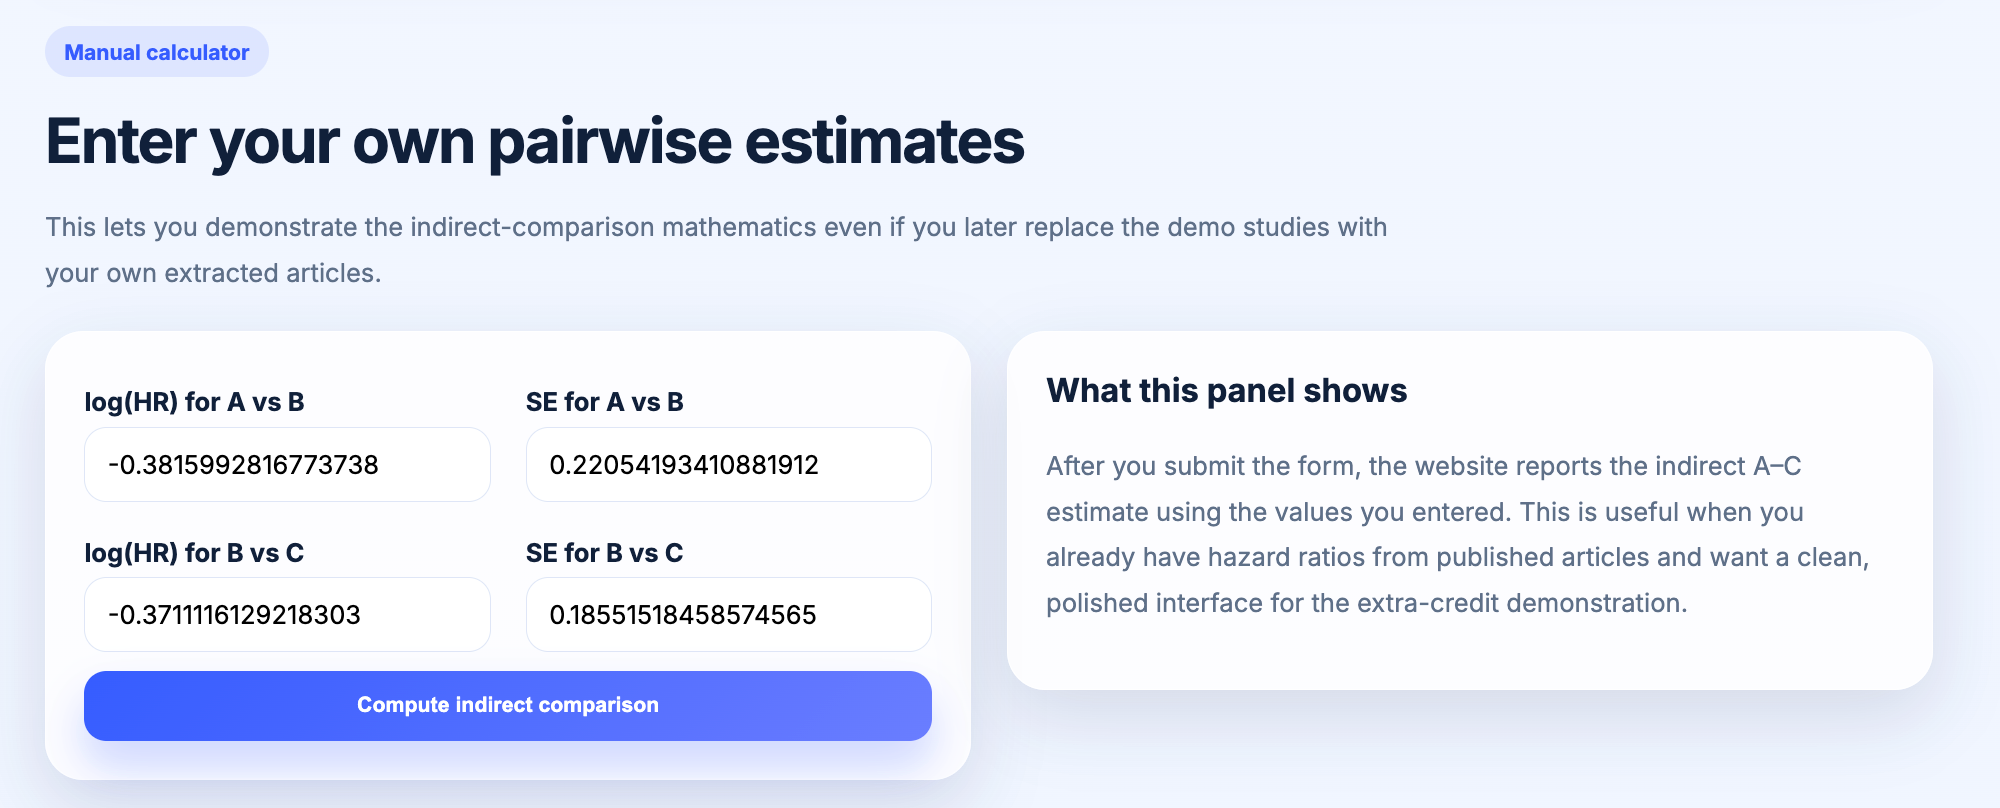 Manual calculator
Enter your own pairwise estimates
This lets you demonstrate the indirect-comparison mathematics even if you later replace the demo studies with
your own extracted articles.
log(HR) for A vs B
SE for A vs B
-0.3815992816773738
0.22054193410881912
log(HR) for B vs C
SE for B vs C
-0.3711116129218303
0.18551518458574565
Compute indirect comparison
What this panel shows
After you submit the form, the website reports the indirect A–C
estimate using the values you entered. This is useful when you
already have hazard ratios from published articles and want a clean,
polished interface for the extra-credit demonstration.